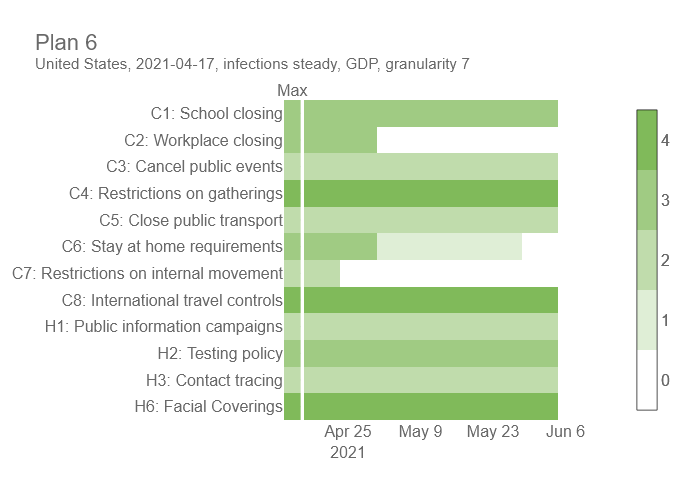 Plan 6
United States, 2021-04-17, infections steady, GDP, granularity 7
Max
C1: School closing
C2: Workplace closing
C3: Cancel public events
C4: Restrictions on gatherings
C5: Close public transport
C6: Stay at home requirements
C7: Restrictions on internal movement
C8: International travel controls
H1: Public information campaigns
H2: Testing policy
H3: Contact tracing
H6: Facial Coverings
Apr 25 May 9 May 23 Jun 6
2021
4
3
2
1
0